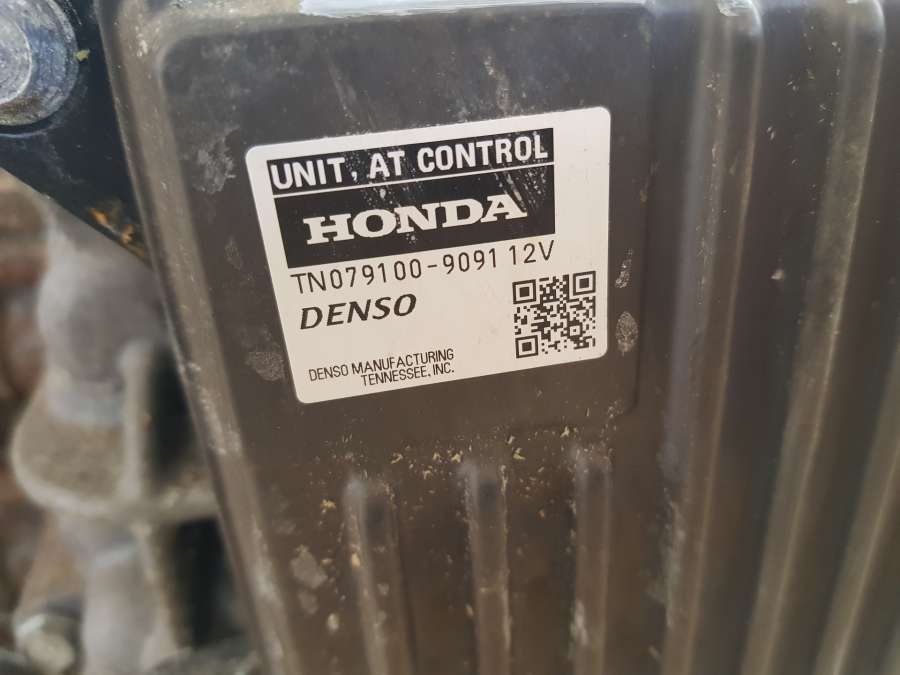 UNIT, AT CONTROL
HONDA
TN079100-9091 12V
DENSO
DENSO MANUFACTURING
TENNESSEE, INC.